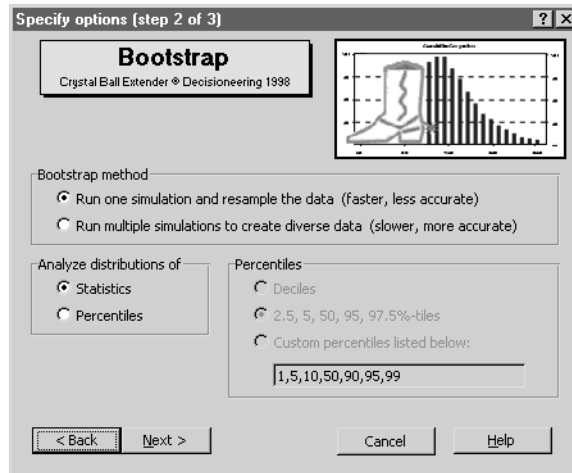 Specify options (step 2 of 3)
Bootstrap
Crystal Ball Extender ® Decisioneering 1998
Bootstrap method
Run one simulation and resample the data (faster, less accurate)
Run multiple simulations to create diverse data (slower, more accurate)
Analyze distributions of
Statistics
Percentiles
Percentiles
Deciles
2.5, 5, 50, 95, 97.5%-tiles
Custom percentiles listed below:
1,5,10,50,90,95,99
< Back
Next >
Cancel
Help